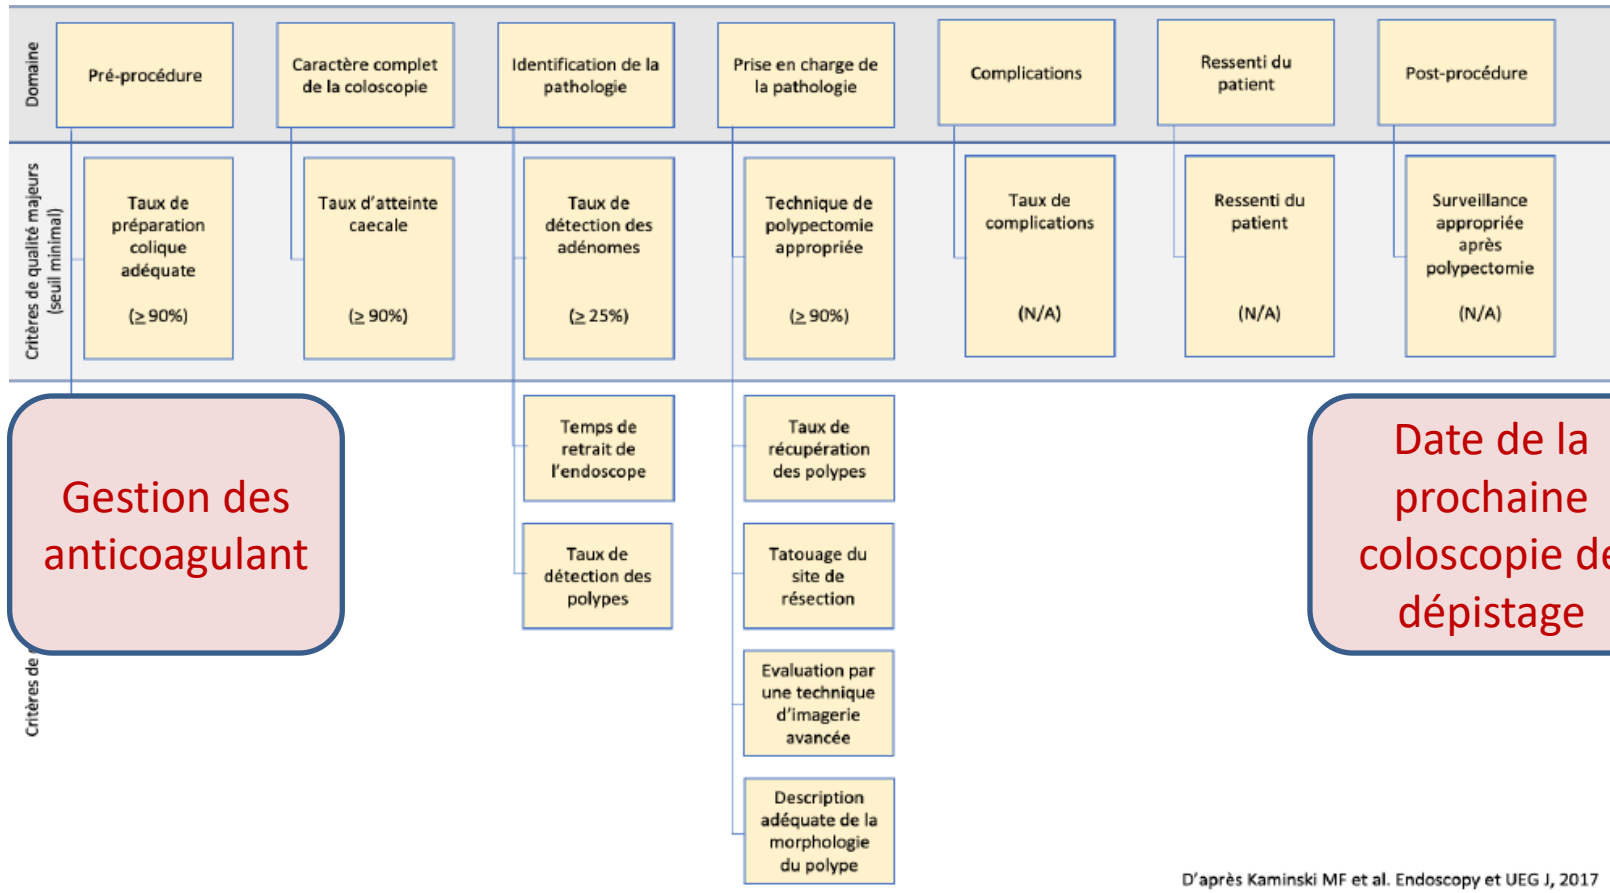 Domaine
Pré-procédure
Caractère complet
de la coloscopie
Identification de la
pathologie
Prise en charge de
la pathologie
Complications
Ressenti du
patient
Post-procédure
Critères de qualité majeurs
(seuil minimal)
Taux de
préparation
colique
adéquate
(≥ 90%)
Taux d'atteinte
caecale
(≥ 90%)
Taux de
détection des
adénomes
(≥ 25%)
Technique de
polypectomie
appropriée
(≥ 90%)
Taux de
complications
(N/A)
Ressenti du
patient
(N/A)
Surveillance
appropriée
après
polypectomie
(N/A)
Critères de
Gestion des
anticoagulant
Temps de
retrait de
l'endoscope
Taux de
détection des
polypes
Taux de
récupération
des polypes
Tatouage du
site de
résection
Evaluation par
une technique
d'imagerie
avancée
Description
adéquate de la
morphologie
du polype
Date de la
prochaine
coloscopie de
dépistage
D'après Kaminski MF et al. Endoscopy et UEG J, 2017